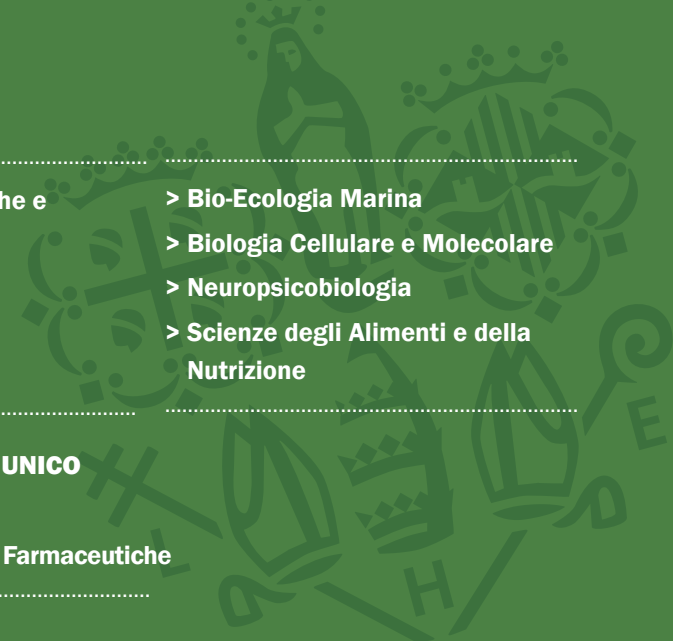 he e
> Bio-Ecologia Marina
> Biologia Cellulare e Molecolare
> Neuropsicobiologia
> Scienze degli Alimenti e della
Nutrizione
UNICO
Farmaceutiche
L
H
E